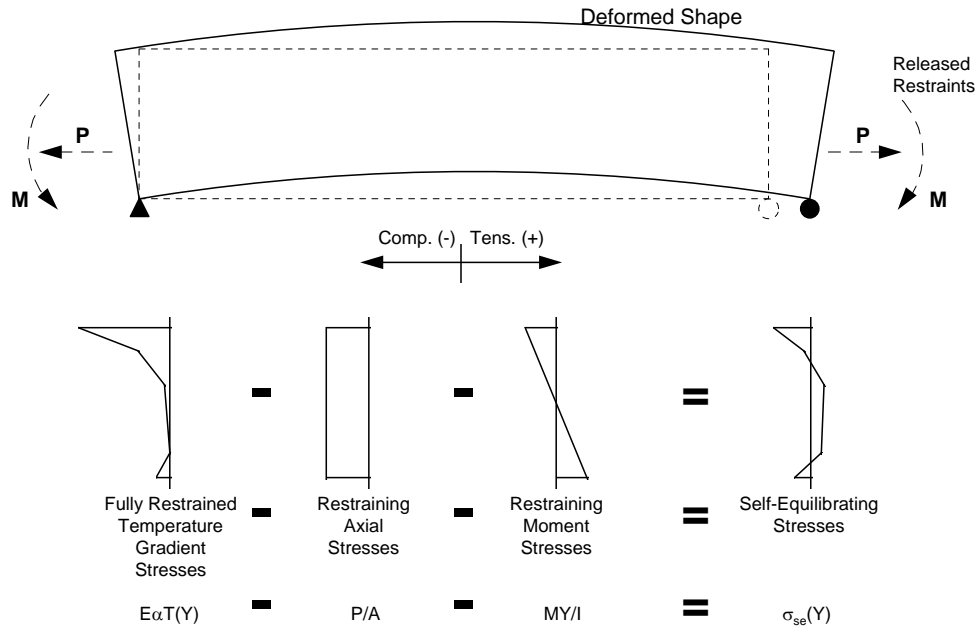 Deformed Shape
Released
Restraints
P
P
M
M
Comp. (-) Tens. (+)
- - =
Fully Restrained
Temperature
Gradient
Stresses
-
Restraining
Axial
Stresses
-
Restraining
Moment
Stresses
=
Self-Equilibrating
Stresses
EαT(Y) - P/A - MY/I = σse(Y)